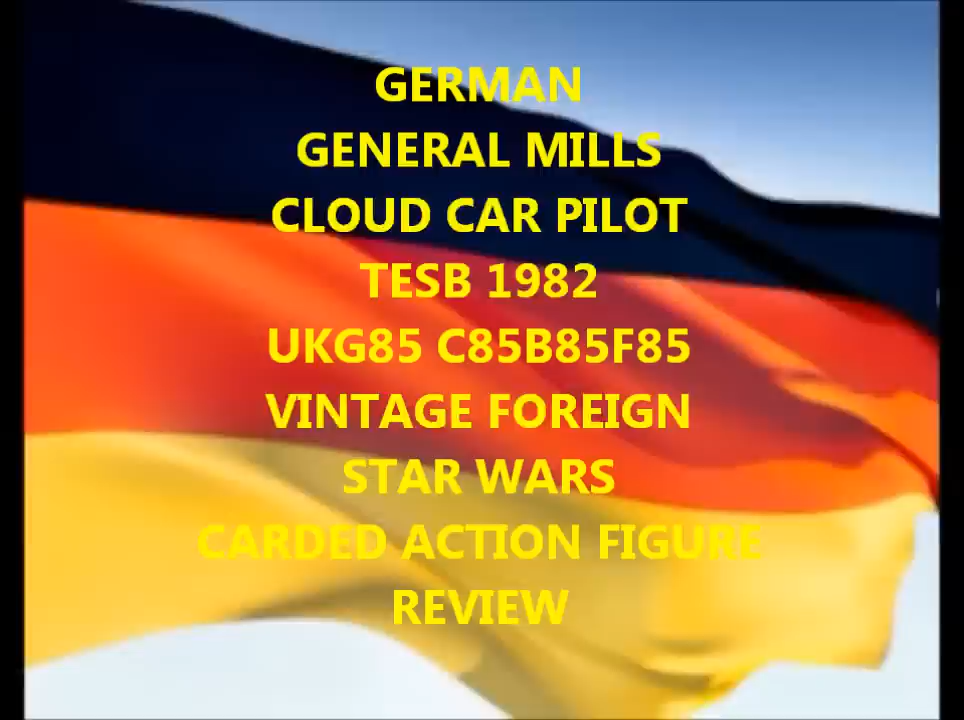 GERMAN
GENERAL MILLS
CLOUD CAR PILOT
TESB 1982
UKG85 C85B85F85
VINTAGE FOREIGN
STAR WARS
CARDED ACTION FIGURE
REVIEW